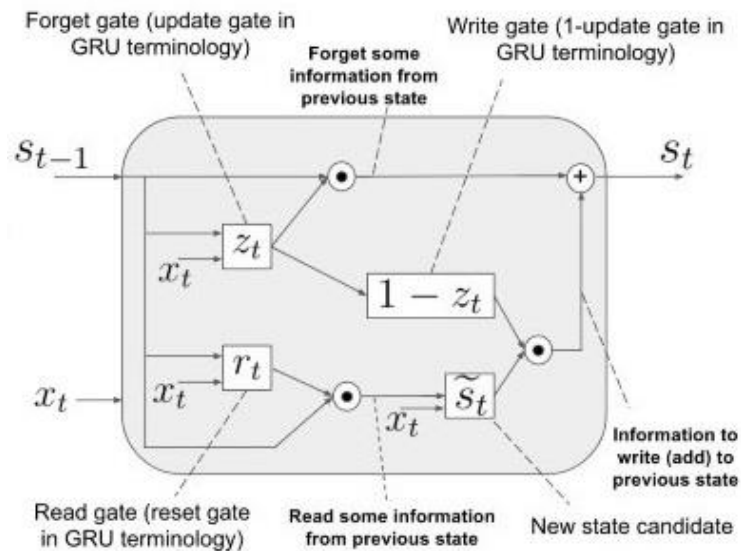 Forget gate (update gate in
GRU terminology)
Write gate (1-update gate in
GRU terminology)
Forget some
information from
previous state
s_{t-1}
s_t
z_t
x_t
1 - z_t
r_t
x_t
x_t
s̃_t
x_t
Information to
write (add) to
previous state
Read gate (reset gate
in GRU terminology)
Read some information
from previous state
New state candidate